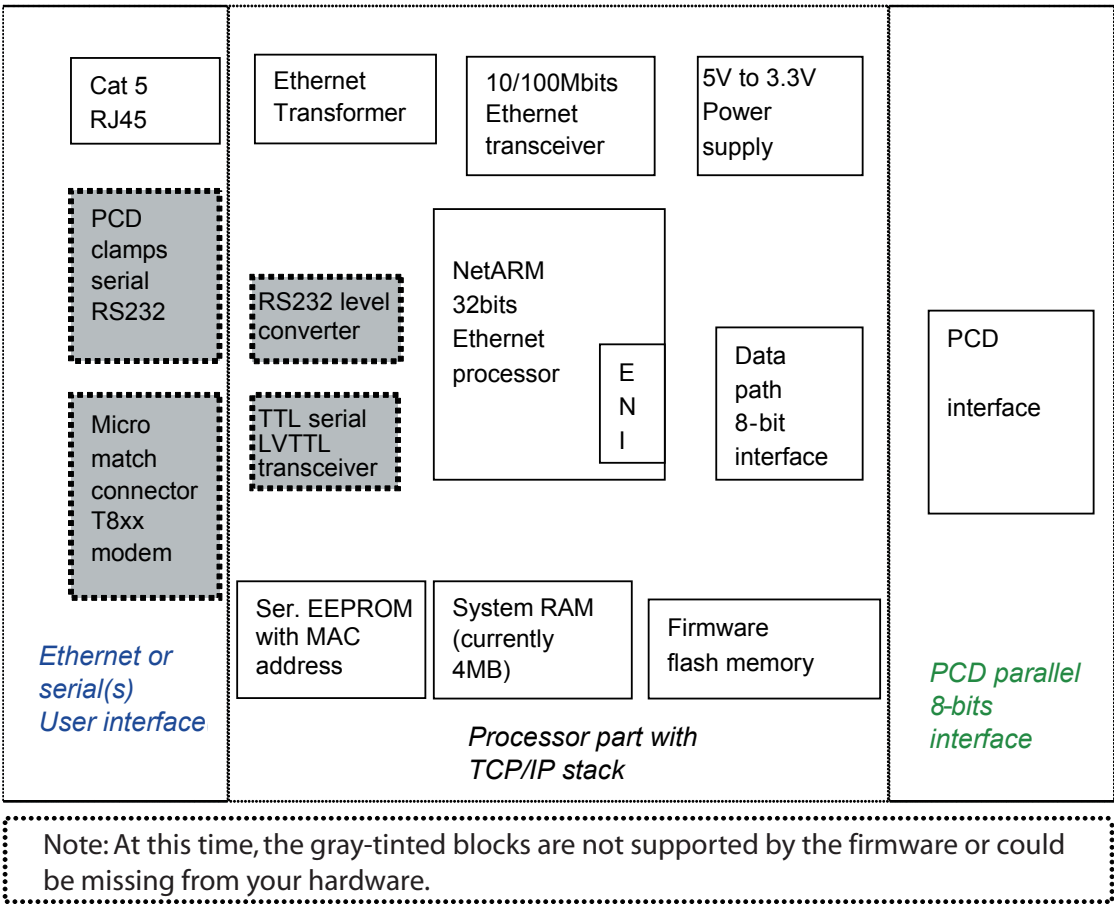 Cat 5
RJ45
Ethernet
Transformer
10/100Mbits
Ethernet
transceiver
5V to 3.3V
Power
supply
PCD
clamps
serial
RS232
RS232 level
converter
NetARM
32bits
Ethernet
processor
E
N
I
Data
path
8-bit
interface
PCD
interface
Micro
match
connector
T8xx
modem
TTL serial
LVTTL
transceiver
Ser. EEPROM
with MAC
address
System RAM
(currently
4MB)
Firmware
flash memory
Ethernet or
serial(s)
User interface
Processor part with
TCP/IP stack
PCD parallel
8-bits
interface
Note: At this time, the gray-tinted blocks are not supported by the firmware or could
be missing from your hardware.